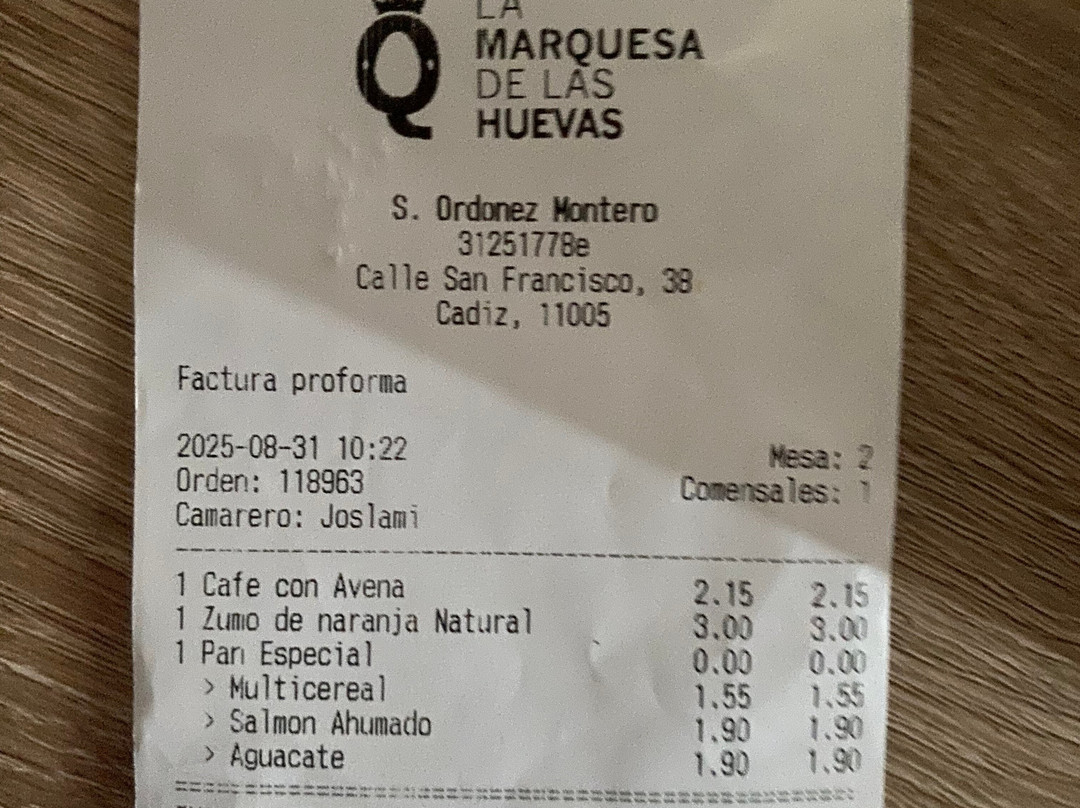 LA
MARQUESA
DE LAS
HUEVAS
S. Ordonez Montero
31251778e
Calle San Francisco, 38
Cadiz, 11005
Factura proforma
2025-08-31 10:22 Mesa: 2
Orden: 118963 Comensales: 1
Camarero: Joslami
1 Cafe con Avena 2.15 2.15
1 Zumo de naranja Natural 3.00 3.00
1 Pan Especial 0.00 0.00
> Multicereal 1.55 1.55
> Salmon Ahumado 1.90 1.90
> Aguacate 1.90 1.90